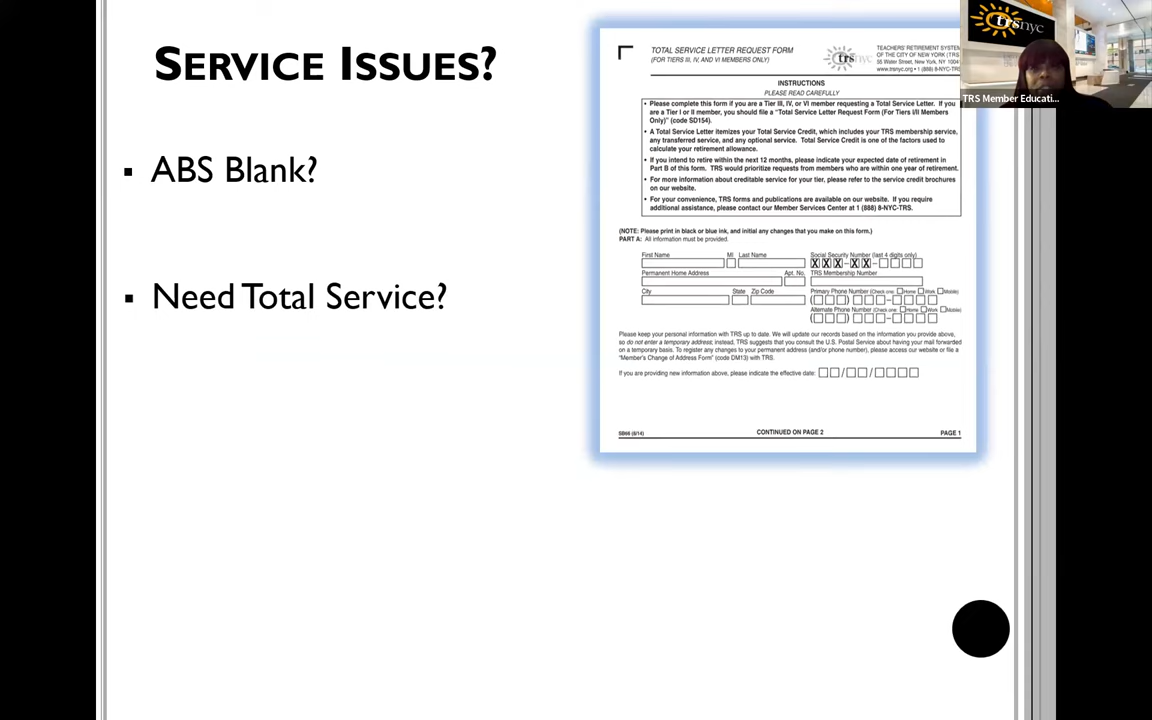 SERVICE ISSUES?
▪ ABS Blank?
▪ Need Total Service?
TOTAL SERVICE LETTER REQUEST FORM
(FOR TIERS III, IV, AND VI MEMBERS ONLY)
trsnyc
TEACHERS' RETIREMENT SYSTEM
OF THE CITY OF NEW YORK (TRS
55 Water Street, New York, NY 1004
www.trsnyc.org • 1 (888) 8-NYC-TRS
INSTRUCTIONS
PLEASE READ CAREFULLY
• Please complete this form if you are a Tier III, IV, or VI member requesting a Total Service Letter. If you
are a Tier I or II member, you should file a "Total Service Letter Request Form (For Tiers I/II Members
Only)" (code SD154).
• A Total Service Letter itemizes your Total Service Credit, which includes your TRS membership service,
any transferred service, and any optional service. Total Service Credit is one of the factors used to
calculate your retirement allowance.
• If you intend to retire within the next 12 months, please indicate your expected date of retirement in
Part B of this form. TRS would prioritize requests from members who are within one year of retirement.
• For more information about creditable service for your tier, please refer to the service credit brochures
on our website.
• For your convenience, TRS forms and publications are available on our website. If you require
additional assistance, please contact our Member Services Center at 1 (888) 8-NYC-TRS.
(NOTE: Please print in black or blue ink, and initial any changes that you make on this form.)
PART A: All information must be provided.
First Name MI Last Name Social Security Number (last 4 digits only)
X X X – X X –
Permanent Home Address Apt. No. TRS Membership Number
City State Zip Code Primary Phone Number (Check one: Home Work Mobile)
( ) –
Alternate Phone Number (Check one: Home Work Mobile)
( ) –
Please keep your personal information with TRS up to date. We will update our records based on the information you provide above,
so do not enter a temporary address; instead, TRS suggests that you consult the U.S. Postal Service about having your mail forwarded
on a temporary basis. To register any changes to your permanent address (and/or phone number), please access our website or file a
"Member's Change of Address Form" (code DM13) with TRS.
If you are providing new information above, please indicate the effective date: / /
SB66 (6/14) CONTINUED ON PAGE 2 PAGE 1
trsnyc
TRS Member Educati...